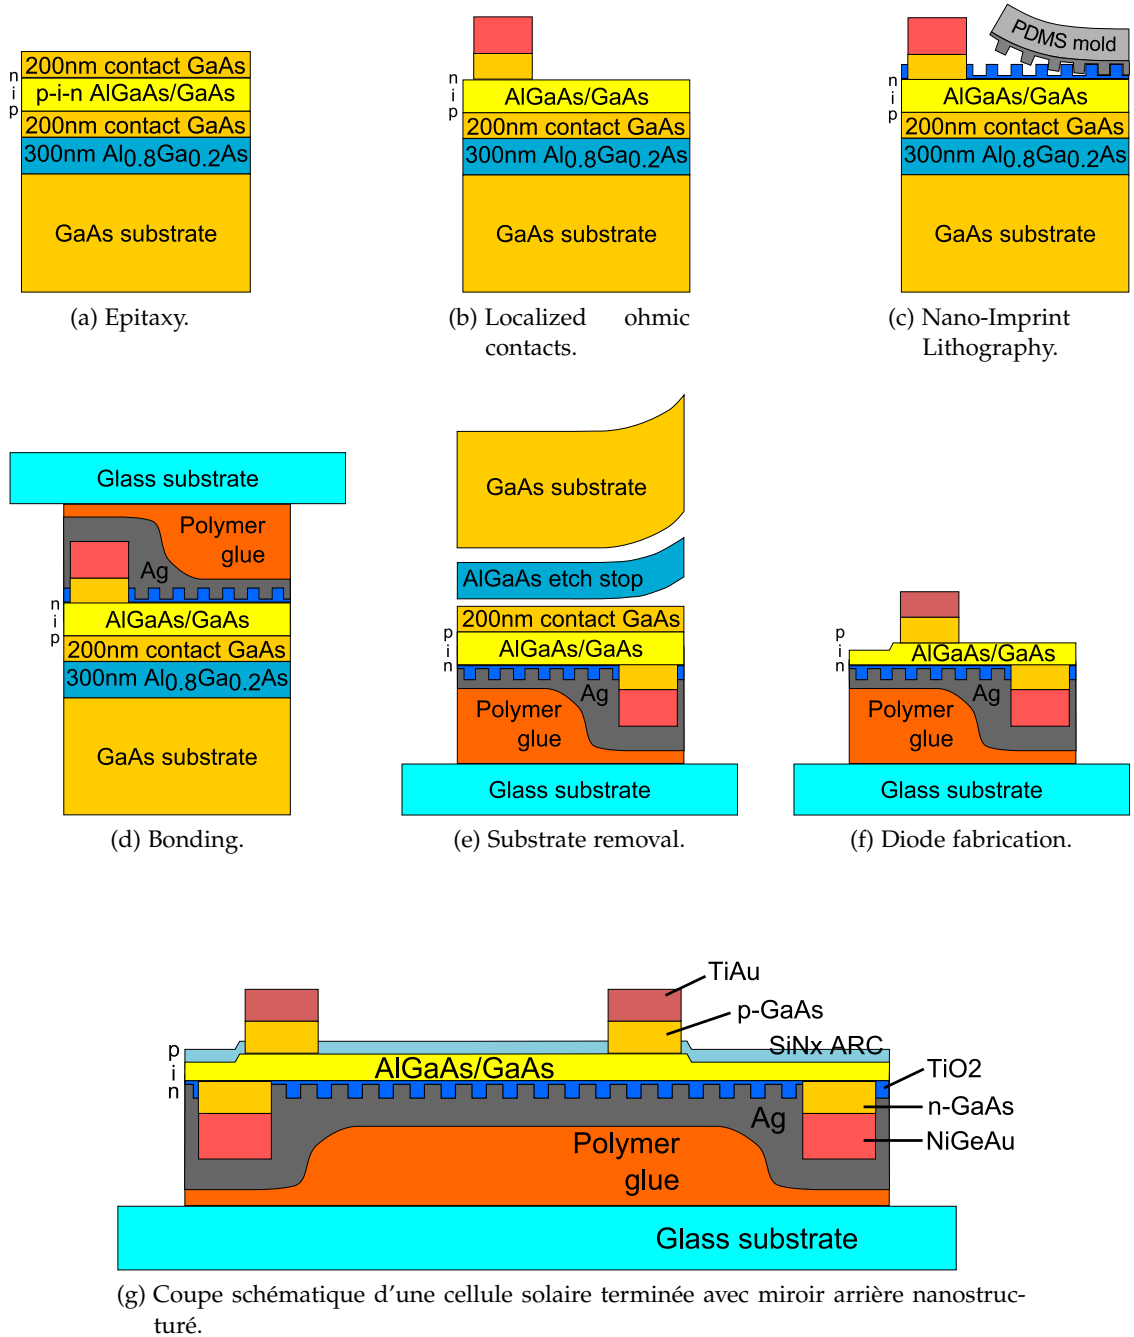 200nm contact GaAs
n
p-i-n AlGaAs/GaAs
i
p
200nm contact GaAs
300nm Al0.8Ga0.2As
GaAs substrate
(a) Epitaxy.
n
AlGaAs/GaAs
i
p
200nm contact GaAs
300nm Al0.8Ga0.2As
GaAs substrate
(b) Localized ohmic
contacts.
PDMS mold
n
AlGaAs/GaAs
i
p
200nm contact GaAs
300nm Al0.8Ga0.2As
GaAs substrate
(c) Nano-Imprint
Lithography.
Glass substrate
Polymer
glue
Ag
n
AlGaAs/GaAs
i
p
200nm contact GaAs
300nm Al0.8Ga0.2As
GaAs substrate
(d) Bonding.
GaAs substrate
AlGaAs etch stop
200nm contact GaAs
p
AlGaAs/GaAs
i
n
Ag
Polymer
glue
Glass substrate
(e) Substrate removal.
p
AlGaAs/GaAs
i
n
Ag
Polymer
glue
Glass substrate
(f) Diode fabrication.
TiAu
p-GaAs
SiNx ARC
p
AlGaAs/GaAs
i
TiO2
n
n-GaAs
Ag
NiGeAu
Polymer
glue
Glass substrate
(g) Coupe schématique d'une cellule solaire terminée avec miroir arrière nanostruc-
turé.